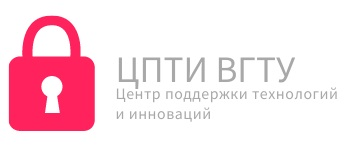 ЦПТИ ВГТУ
Центр поддержки технологий
и инноваций